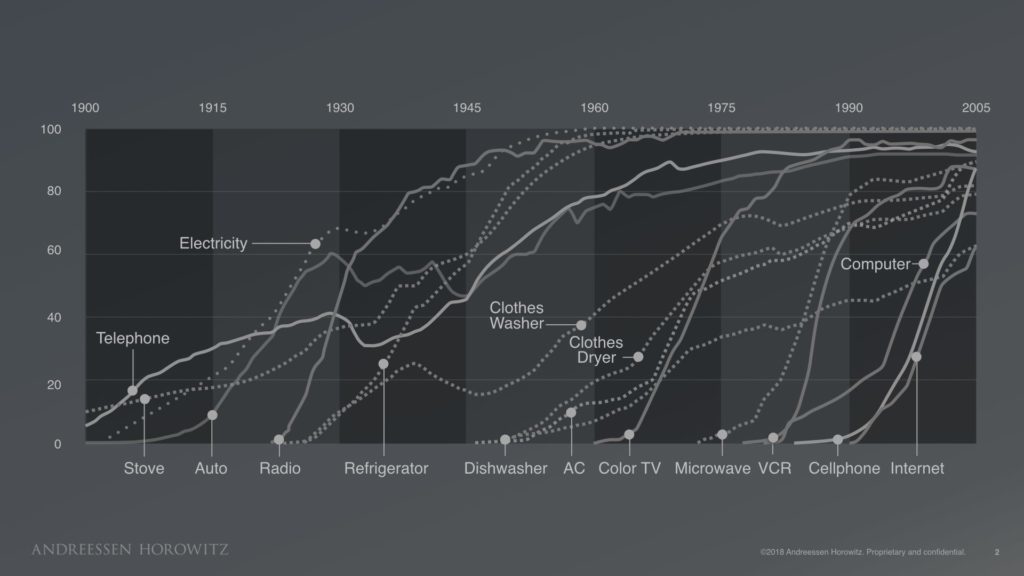 1900 1915 1930 1945 1960 1975 1990 2005
100
80
60
40
20
0
Electricity
Telephone
Clothes
Washer
Clothes
Dryer
Computer
Stove Auto Radio Refrigerator Dishwasher AC Color TV Microwave VCR Cellphone Internet
ANDREESSEN HOROWITZ
©2018 Andreessen Horowitz. Proprietary and confidential. 2